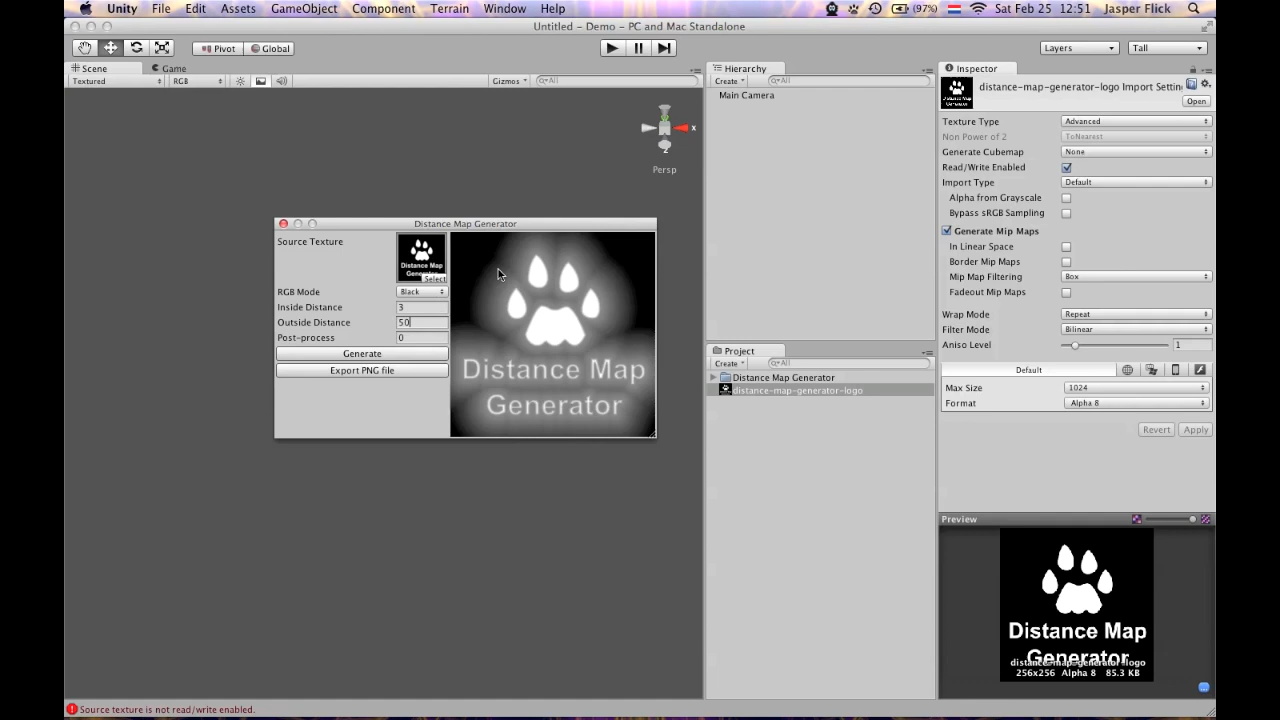 Unity File Edit Assets GameObject Component Terrain Window Help (97%) Sat Feb 25 12:51 Jasper Flick
Untitled – Demo – PC and Mac Standalone
Pivot Global Layers Tall
Scene Game Hierarchy Inspector
Textured RGB Gizmos All Create All
Main Camera
x
z
Persp
distance-map-generator-logo Import Settin
Open
Texture Type Advanced
Non Power of 2 ToNearest
Generate Cubemap None
Read/Write Enabled
Import Type Default
Alpha from Grayscale
Bypass sRGB Sampling
Generate Mip Maps
In Linear Space
Border Mip Maps
Mip Map Filtering Box
Fadeout Mip Maps
Wrap Mode Repeat
Filter Mode Bilinear
Aniso Level 1
Default
Max Size 1024
Format Alpha 8
Revert Apply
Distance Map Generator
Source Texture
Distance Map
Select
RGB Mode Black
Inside Distance 3
Outside Distance 50
Post-process 0
Generate
Export PNG file
Distance Map
Generator
Project
Create All
Distance Map Generator
distance-map-generator-logo
Preview
Distance Map
Generator
distance-map-generator-logo
256x256 Alpha 8 85.3 KB
Source texture is not read/write enabled.